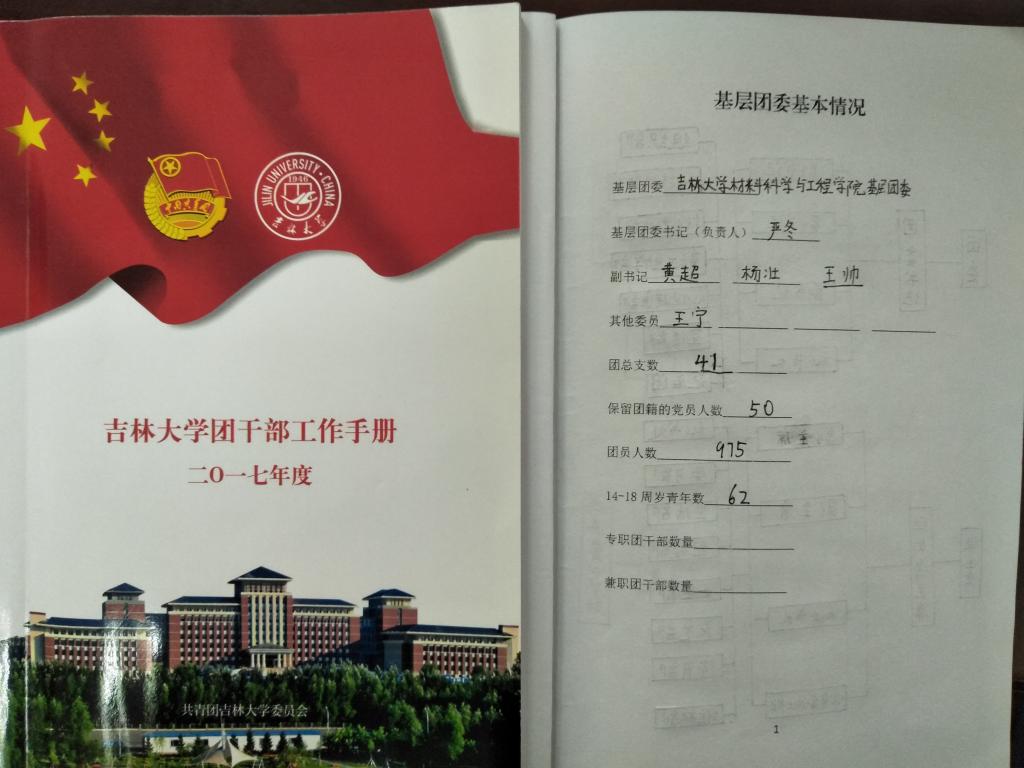 JILIN UNIVERSITY·CHINA
1946
吉林大学
吉林大学团干部工作手册
二〇一七年度
共青团吉林大学委员会
基层团委基本情况
基层团委 吉林大学材料科学与工程学院基层团委
基层团委书记（负责人） 严冬
副书记 黄超 杨壮 王帅
其他委员 王宁
团总支数 41
保留团籍的党员人数 50
团员人数 975
14-18 周岁青年数 62
专职团干部数量
兼职团干部数量
1